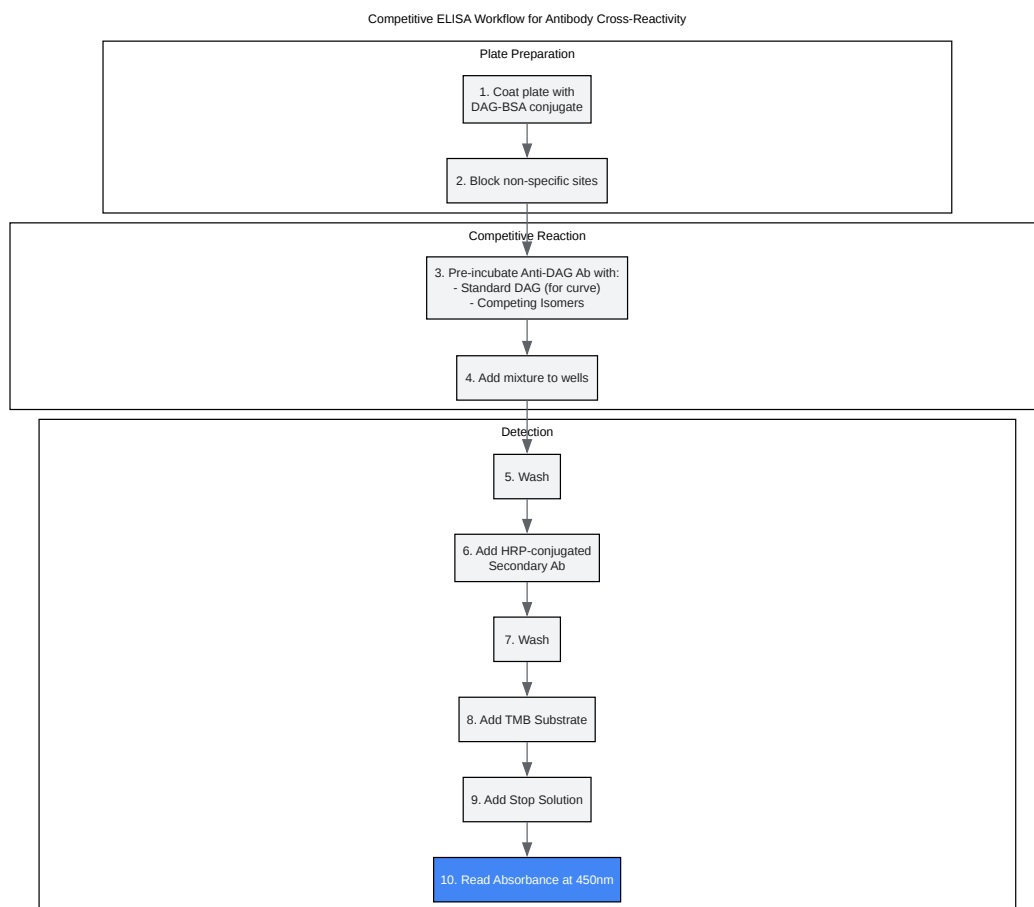 Competitive ELISA Workflow for Antibody Cross-Reactivity
Plate Preparation
1. Coat plate with
DAG-BSA conjugate
2. Block non-specific sites
Competitive Reaction
3. Pre-incubate Anti-DAG Ab with:
- Standard DAG (for curve)
- Competing Isomers
4. Add mixture to wells
Detection
5. Wash
6. Add HRP-conjugated
Secondary Ab
7. Wash
8. Add TMB Substrate
9. Add Stop Solution
10. Read Absorbance at 450nm